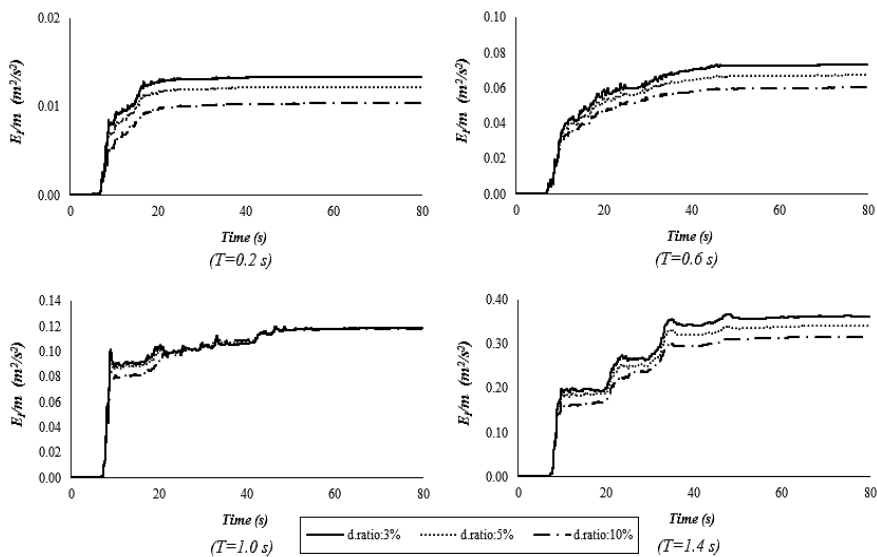 0.02
0.01
0.00
E_I/m (m²/s²)
0 20 40 60 80
Time (s)
(T=0.2 s)
0.10
0.08
0.06
0.04
0.02
0.00
E_I/m (m²/s²)
0 20 40 60 80
Time (s)
(T=0.6 s)
0.14
0.12
0.10
0.08
0.06
0.04
0.02
0.00
E_I/m (m²/s²)
0 20 40 60 80
Time (s)
(T=1.0 s)
0.40
0.30
0.20
0.10
0.00
E_I/m (m²/s²)
0 20 40 60 80
Time (s)
(T=1.4 s)
d.ratio:3% d.ratio:5% d.ratio:10%